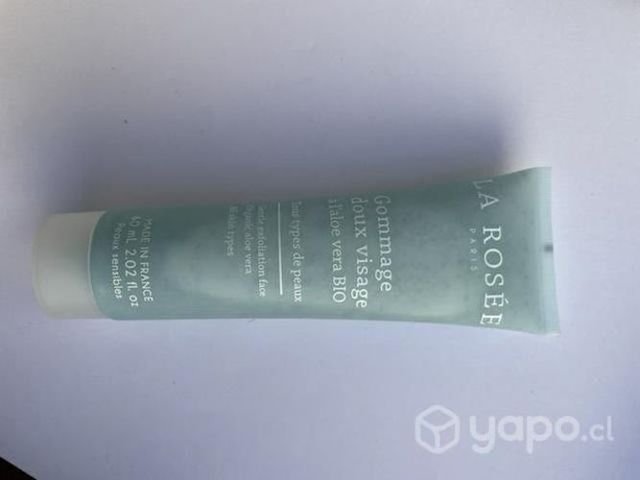 LA ROSÉE
PARIS
Gommage
doux visage
à l'aloe vera BIO
Tous types de peaux
Gentle exfoliation face
Organic aloe vera
All skin types
MADE IN FRANCE
60 mL 2.02 fl. oz
Peaux sensibles
yapo.cl